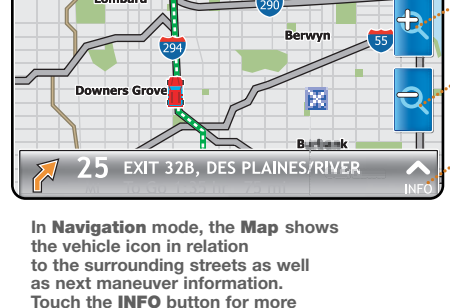 Lombard
290
Berwyn
55
294
Downers Grove
Burbank
25 EXIT 32B, DES PLAINES/RIVER
INFO
In Navigation mode, the Map shows
the vehicle icon in relation
to the surrounding streets as well
as next maneuver information.
Touch the INFO button for more